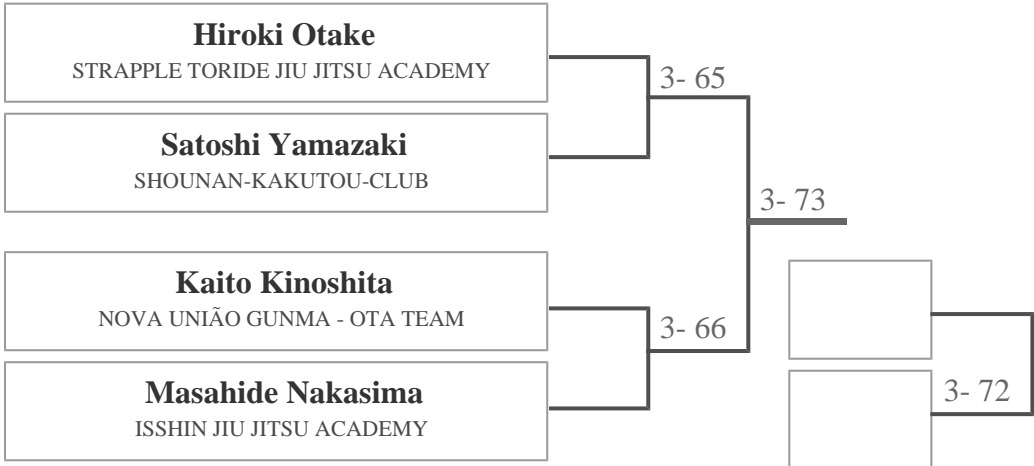 Hiroki Otake
STRAPPLE TORIDE JIU JITSU ACADEMY
3- 65
Satoshi Yamazaki
SHOUNAN-KAKUTOU-CLUB
3- 73
Kaito Kinoshita
NOVA UNIÃO GUNMA - OTA TEAM
3- 66
Masahide Nakasima
ISSHIN JIU JITSU ACADEMY
3- 72